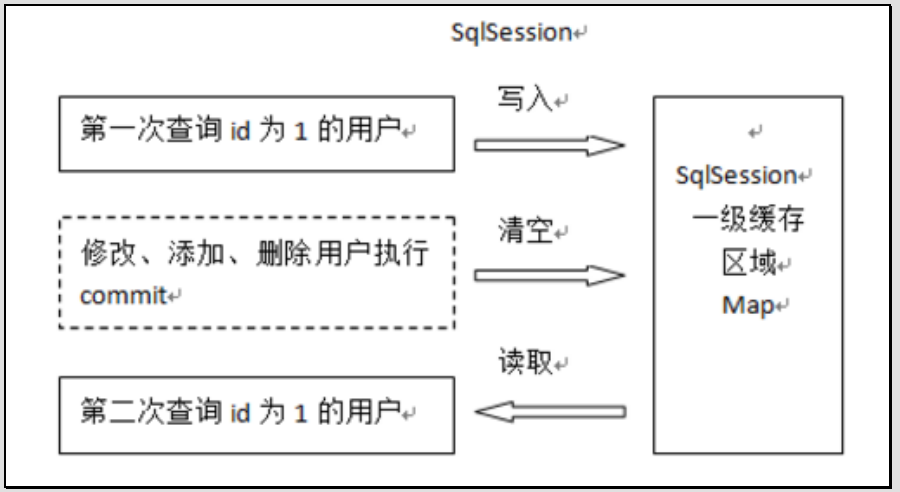 SqlSession
第一次查询 id 为 1 的用户
写入
修改、添加、删除用户执行
commit
清空
第二次查询 id 为 1 的用户
读取
SqlSession
一级缓存
区域
Map